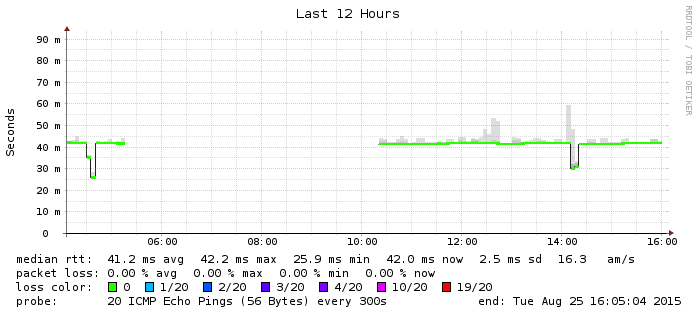 Last 12 Hours
RRDTOOL / TOBI OETIKER
Seconds
90 m
80 m
70 m
60 m
50 m
40 m
30 m
20 m
10 m
0
06:00 08:00 10:00 12:00 14:00 16:00
median rtt: 41.2 ms avg 42.2 ms max 25.9 ms min 42.0 ms now 2.5 ms sd 16.3 am/s
packet loss: 0.00 % avg 0.00 % max 0.00 % min 0.00 % now
loss color: 0 1/20 2/20 3/20 4/20 10/20 19/20
probe: 20 ICMP Echo Pings (56 Bytes) every 300s end: Tue Aug 25 16:05:04 2015